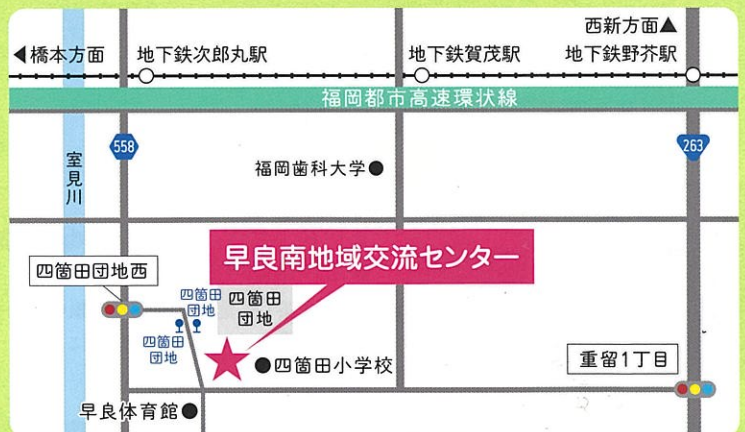 西新方面▲
◀橋本方面
地下鉄次郎丸駅
地下鉄賀茂駅
地下鉄野芥駅
福岡都市高速環状線
558
263
室見川
福岡歯科大学●
早良南地域交流センター
四箇田団地西
四箇田
団地
四箇田
団地
四箇田
団地
●四箇田小学校
重留1丁目
早良体育館●